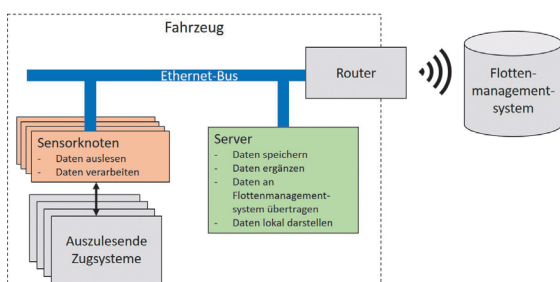 Fahrzeug
Ethernet-Bus
Router
Flotten-
management-
system
Sensorknoten
- Daten auslesen
- Daten verarbeiten
Server
- Daten speichern
- Daten ergänzen
- Daten an
Flottenmanagement-
system übertragen
- Daten lokal darstellen
Auszulesende
Zugsysteme